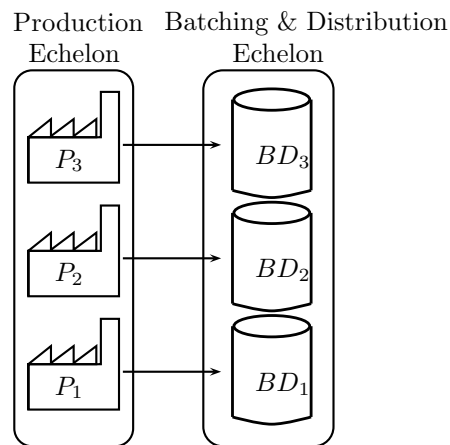 Production
Echelon
Batching & Distribution
Echelon
P₃
BD₃
P₂
BD₂
P₁
BD₁